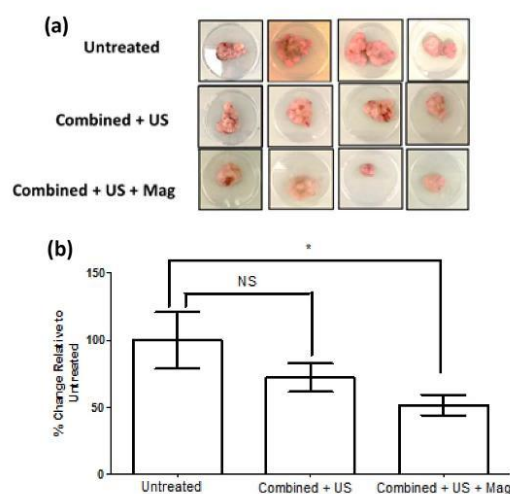 (a)
Untreated
Combined + US
Combined + US + Mag
(b)
*
NS
% Change Relative to
Untreated
150
100
50
0
Untreated
Combined + US
Combined + US + Mag